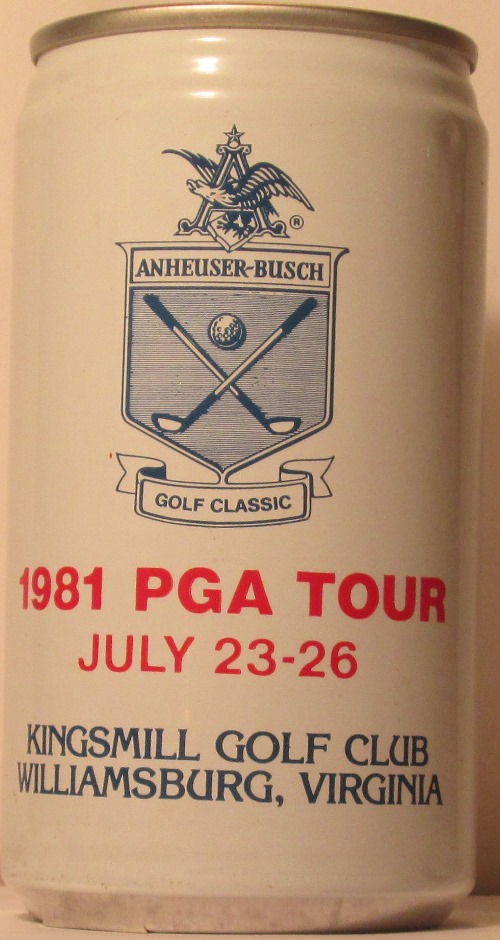 A
®
ANHEUSER-BUSCH
GOLF CLASSIC
1981 PGA TOUR
JULY 23-26
KINGSMILL GOLF CLUB
WILLIAMSBURG, VIRGINIA